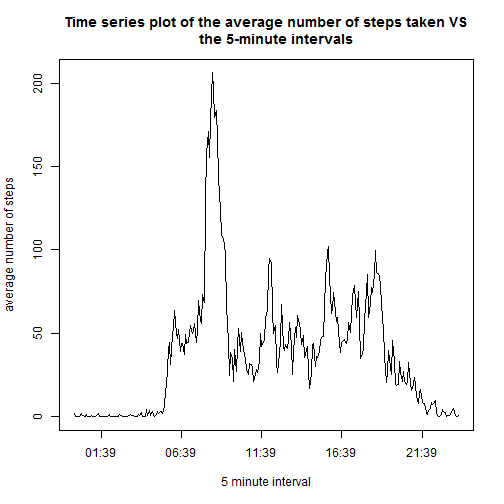 Time series plot of the average number of steps taken VS
the 5-minute intervals
average number of steps
200
150
100
50
0
01:39 06:39 11:39 16:39 21:39
5 minute interval